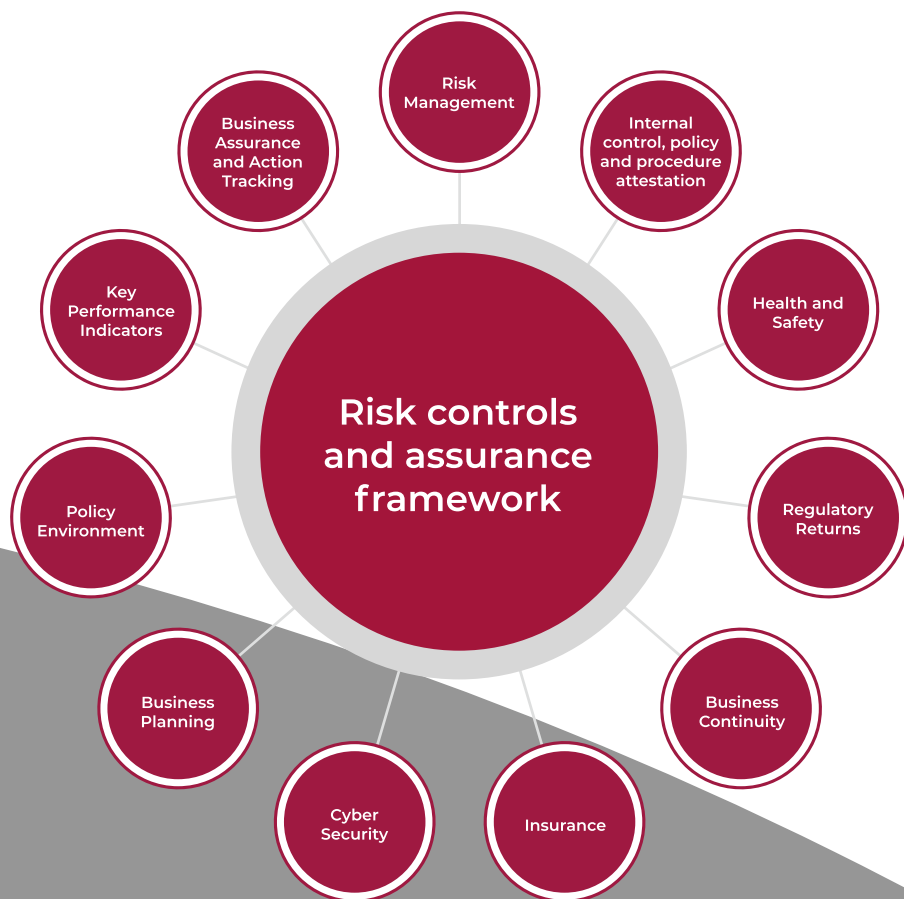 Risk
Management
Internal
control, policy
and procedure
attestation
Health and
Safety
Regulatory
Returns
Business
Continuity
Insurance
Cyber
Security
Business
Planning
Policy
Environment
Key
Performance
Indicators
Business
Assurance
and Action
Tracking
Risk controls
and assurance
framework